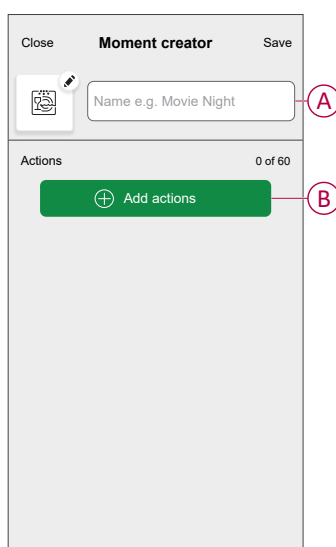 Close Moment creator Save
Name e.g. Movie Night
A
Actions 0 of 60
Add actions
B